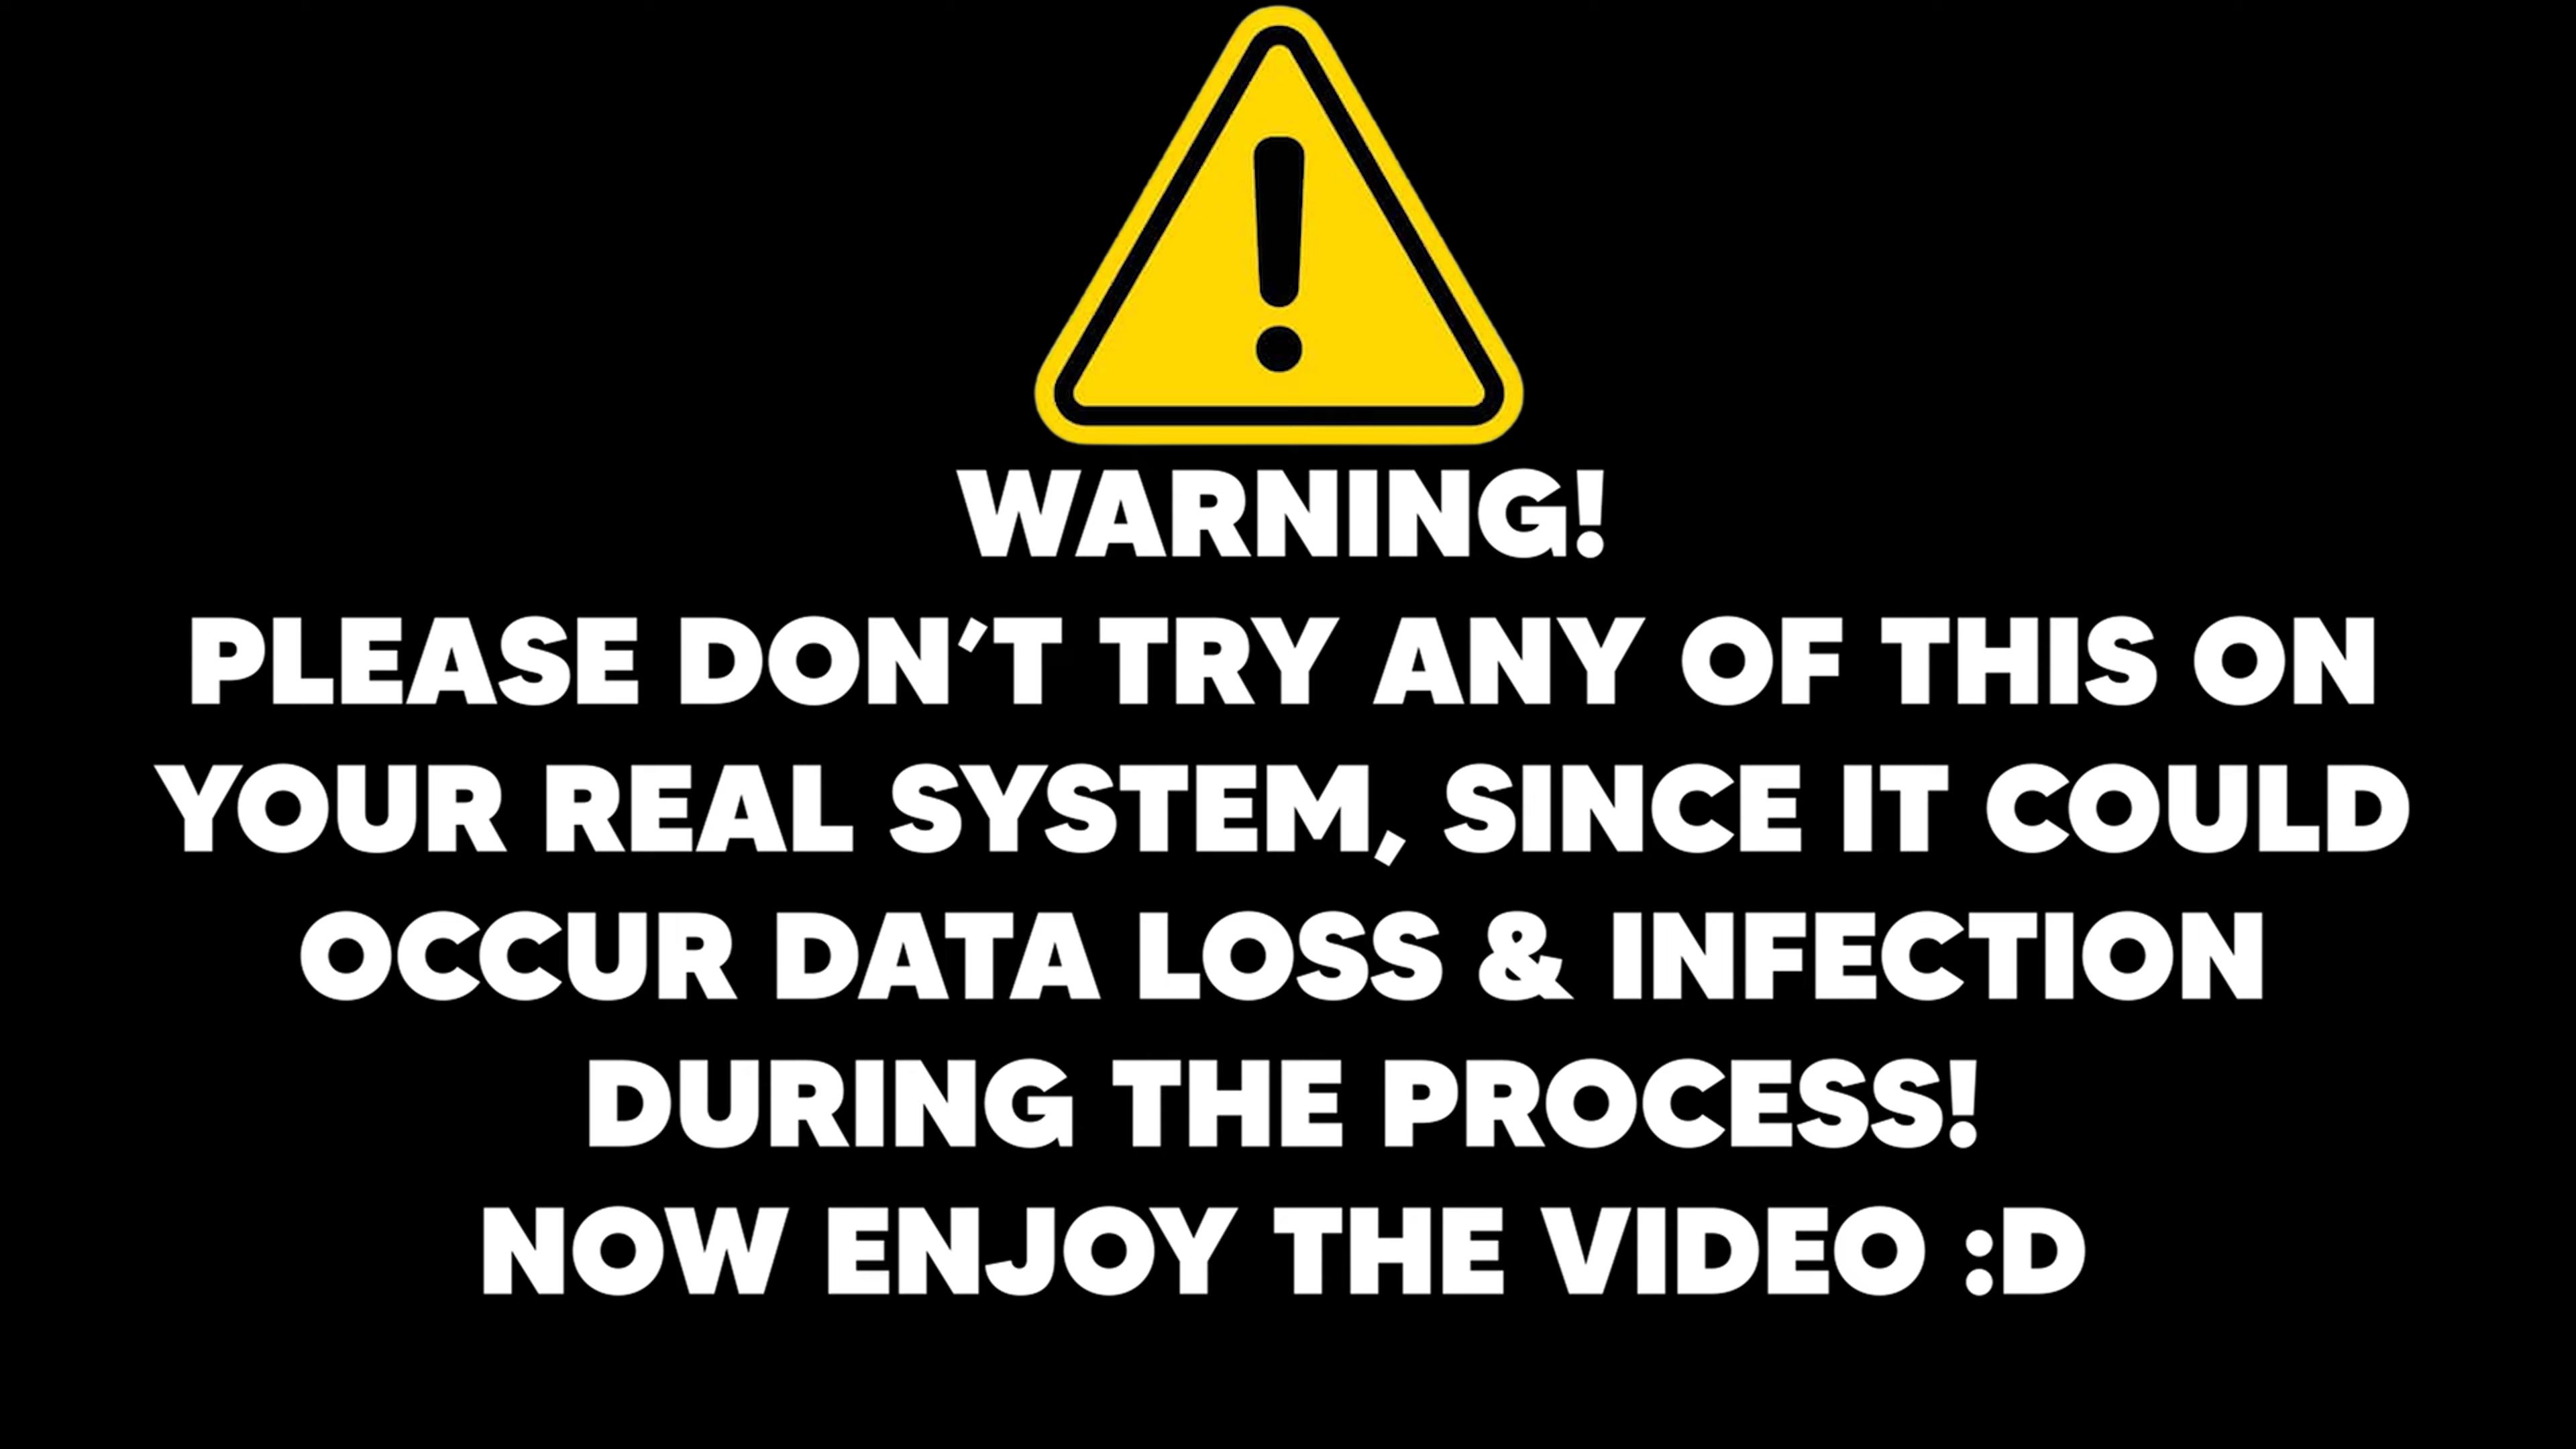 WARNING!
PLEASE DON'T TRY ANY OF THIS ON
YOUR REAL SYSTEM, SINCE IT COULD
OCCUR DATA LOSS & INFECTION
DURING THE PROCESS!
NOW ENJOY THE VIDEO :D